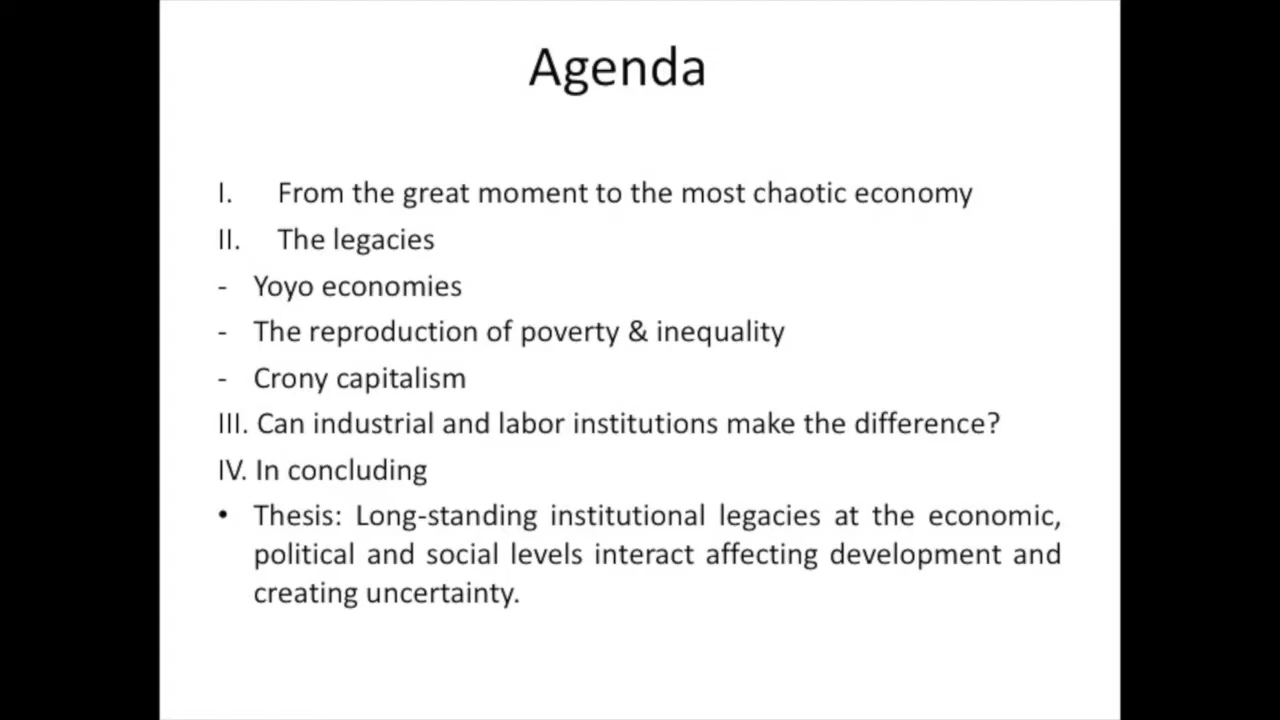 Agenda
I. From the great moment to the most chaotic economy
II. The legacies
- Yoyo economies
- The reproduction of poverty & inequality
- Crony capitalism
III. Can industrial and labor institutions make the difference?
IV. In concluding
• Thesis: Long-standing institutional legacies at the economic,
political and social levels interact affecting development and
creating uncertainty.